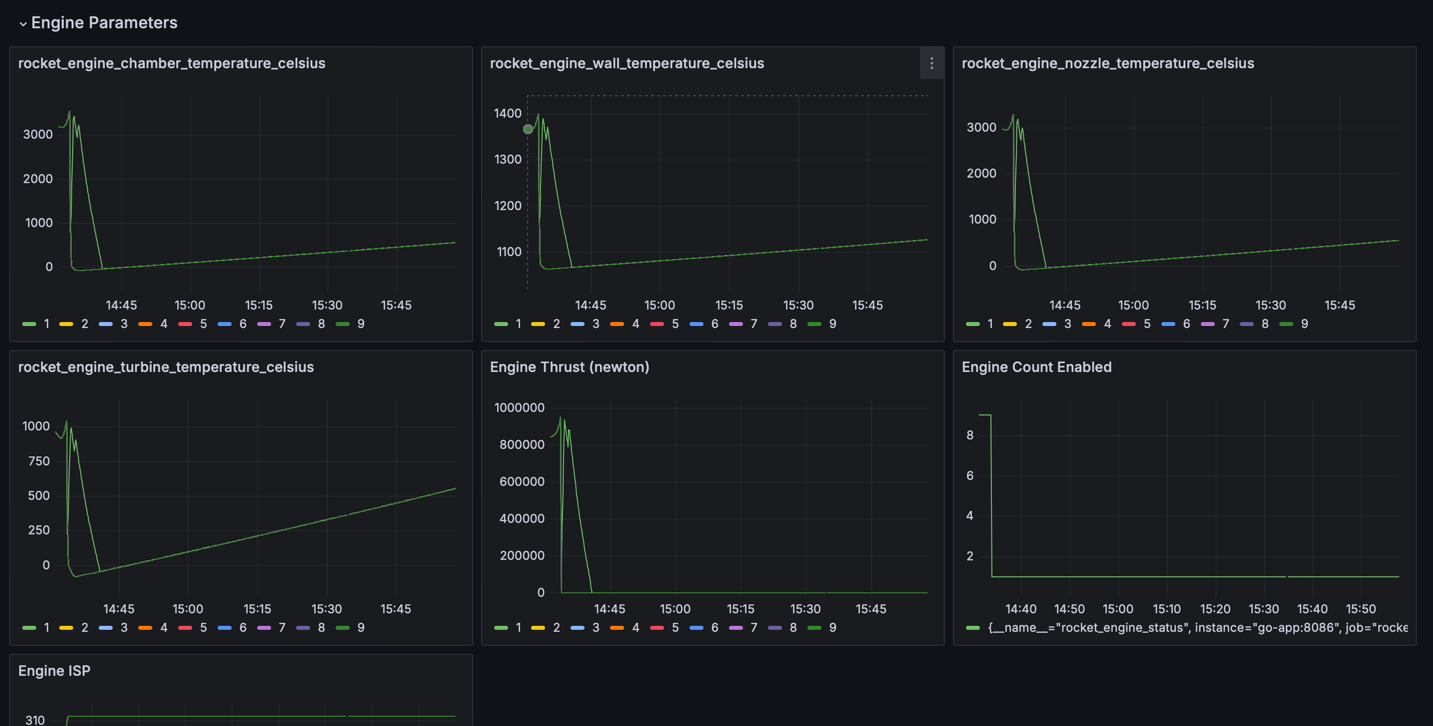 Engine Parameters
rocket_engine_chamber_temperature_celsius
3000
2000
1000
0
14:45 15:00 15:15 15:30 15:45
1 2 3 4 5 6 7 8 9
rocket_engine_wall_temperature_celsius
1400
1300
1200
1100
14:45 15:00 15:15 15:30 15:45
1 2 3 4 5 6 7 8 9
rocket_engine_nozzle_temperature_celsius
3000
2000
1000
0
14:45 15:00 15:15 15:30 15:45
1 2 3 4 5 6 7 8 9
rocket_engine_turbine_temperature_celsius
1000
750
500
250
0
14:45 15:00 15:15 15:30 15:45
1 2 3 4 5 6 7 8 9
Engine Thrust (newton)
1000000
800000
600000
400000
200000
0
14:45 15:00 15:15 15:30 15:45
1 2 3 4 5 6 7 8 9
Engine Count Enabled
8
6
4
2
14:40 14:50 15:00 15:10 15:20 15:30 15:40 15:50
{__name__="rocket_engine_status", instance="go-app:8086", job="rocke
Engine ISP
310